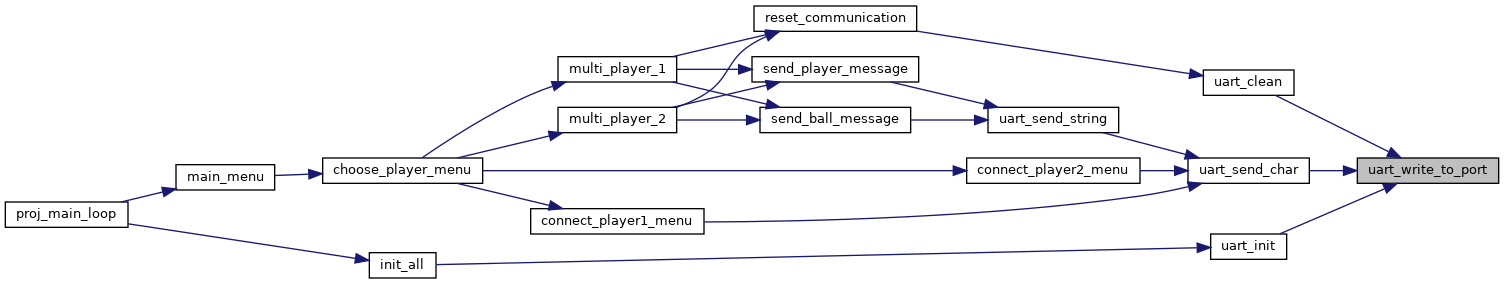 reset_communication
multi_player_1
send_player_message
uart_clean
multi_player_2
send_ball_message
uart_send_string
main_menu
choose_player_menu
connect_player2_menu
uart_send_char
uart_write_to_port
proj_main_loop
connect_player1_menu
uart_init
init_all